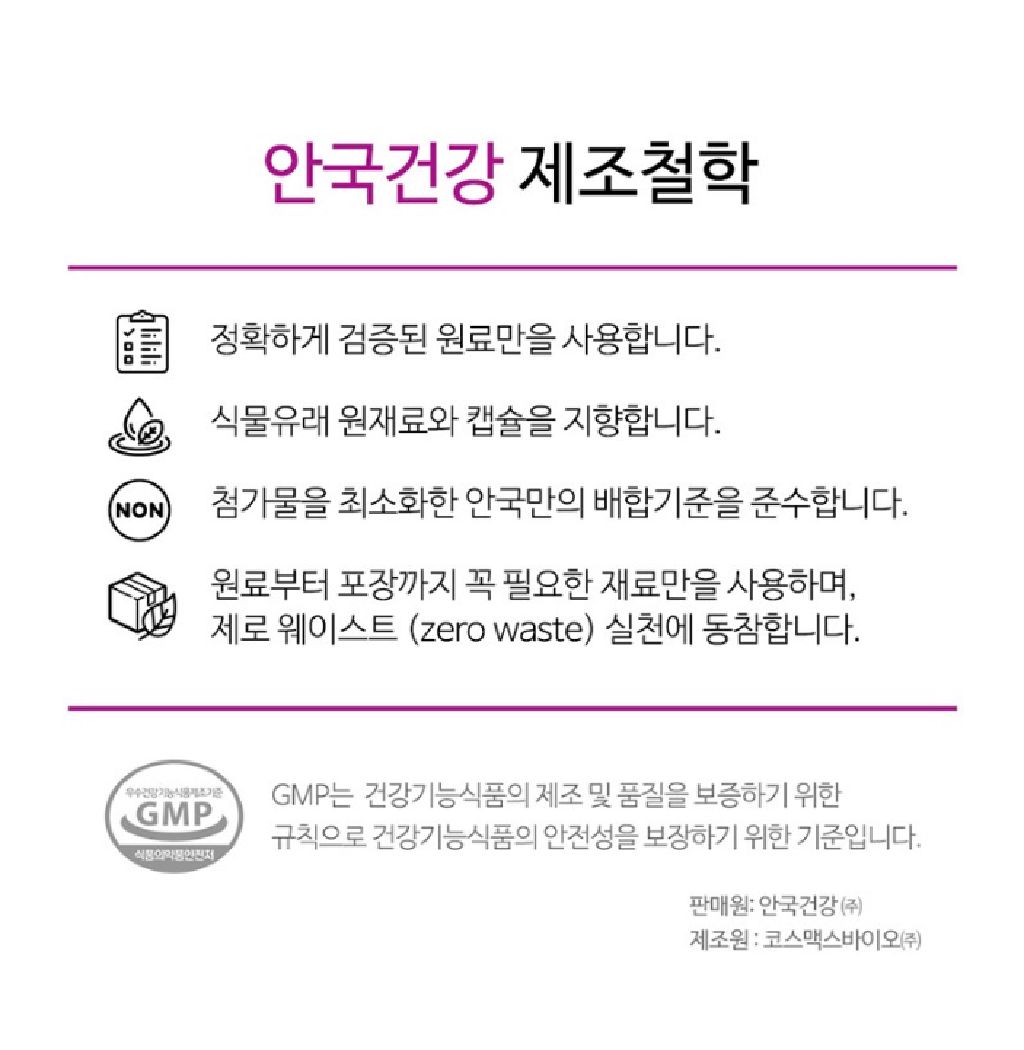 안국건강 제조철학
정확하게 검증된 원료만을 사용합니다.
식물유래 원재료와 캡슐을 지향합니다.
NON
첨가물을 최소화한 안국만의 배합기준을 준수합니다.
원료부터 포장까지 꼭 필요한 재료만을 사용하며,
제로 웨이스트 (zero waste) 실천에 동참합니다.
우수건강기능식품제조기준
GMP
식품의약품안전처
GMP는 건강기능식품의 제조 및 품질을 보증하기 위한
규칙으로 건강기능식품의 안전성을 보장하기 위한 기준입니다.
판매원: 안국건강㈜
제조원 : 코스맥스바이오㈜